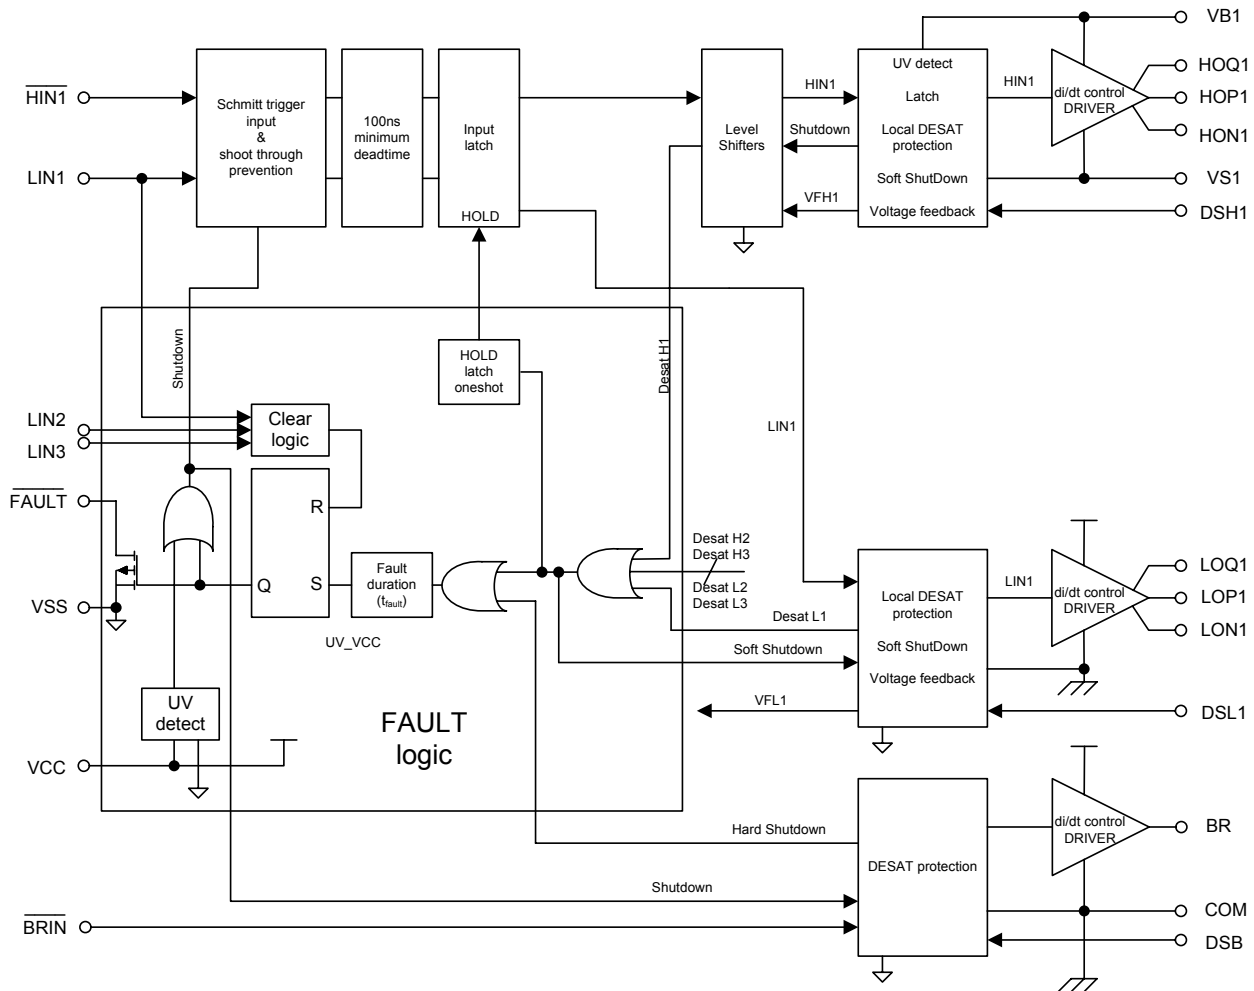 VB1
HIN1
Schmitt trigger
input
&
shoot through
prevention
100ns
minimum
deadtime
Input
latch
HOLD
Level
Shifters
HIN1
Shutdown
VFH1
UV detect
Latch
Local DESAT
protection
Soft ShutDown
Voltage feedback
HIN1
di/dt control
DRIVER
HOQ1
HOP1
HON1
LIN1
VS1
DSH1
Shutdown
HOLD
latch
oneshot
Desat H1
LIN1
LIN2
LIN3
Clear
logic
FAULT
R
Q
S
Fault
duration
(tfault)
UV_VCC
Desat H2
Desat H3
Desat L2
Desat L3
Desat L1
Soft Shutdown
VFL1
Local DESAT
protection
Soft ShutDown
Voltage feedback
LIN1
di/dt control
DRIVER
LOQ1
LOP1
LON1
VSS
UV
detect
VCC
FAULT
logic
DSL1
Hard Shutdown
DESAT protection
di/dt control
DRIVER
BR
Shutdown
BRIN
COM
DSB